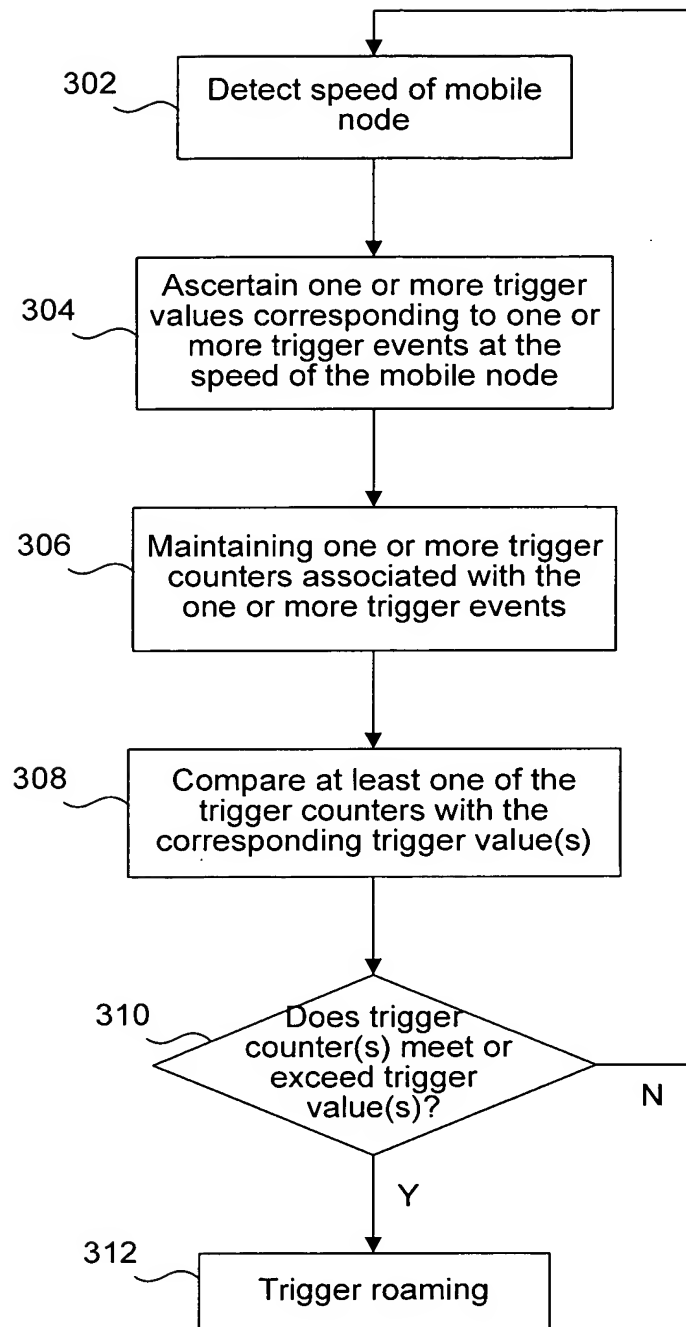 302
Detect speed of mobile
node
304
Ascertain one or more trigger
values corresponding to one or
more trigger events at the
speed of the mobile node
306
Maintaining one or more trigger
counters associated with the
one or more trigger events
308
Compare at least one of the
trigger counters with the
corresponding trigger value(s)
310
Does trigger
counter(s) meet or
exceed trigger
value(s)?
N
Y
312
Trigger roaming